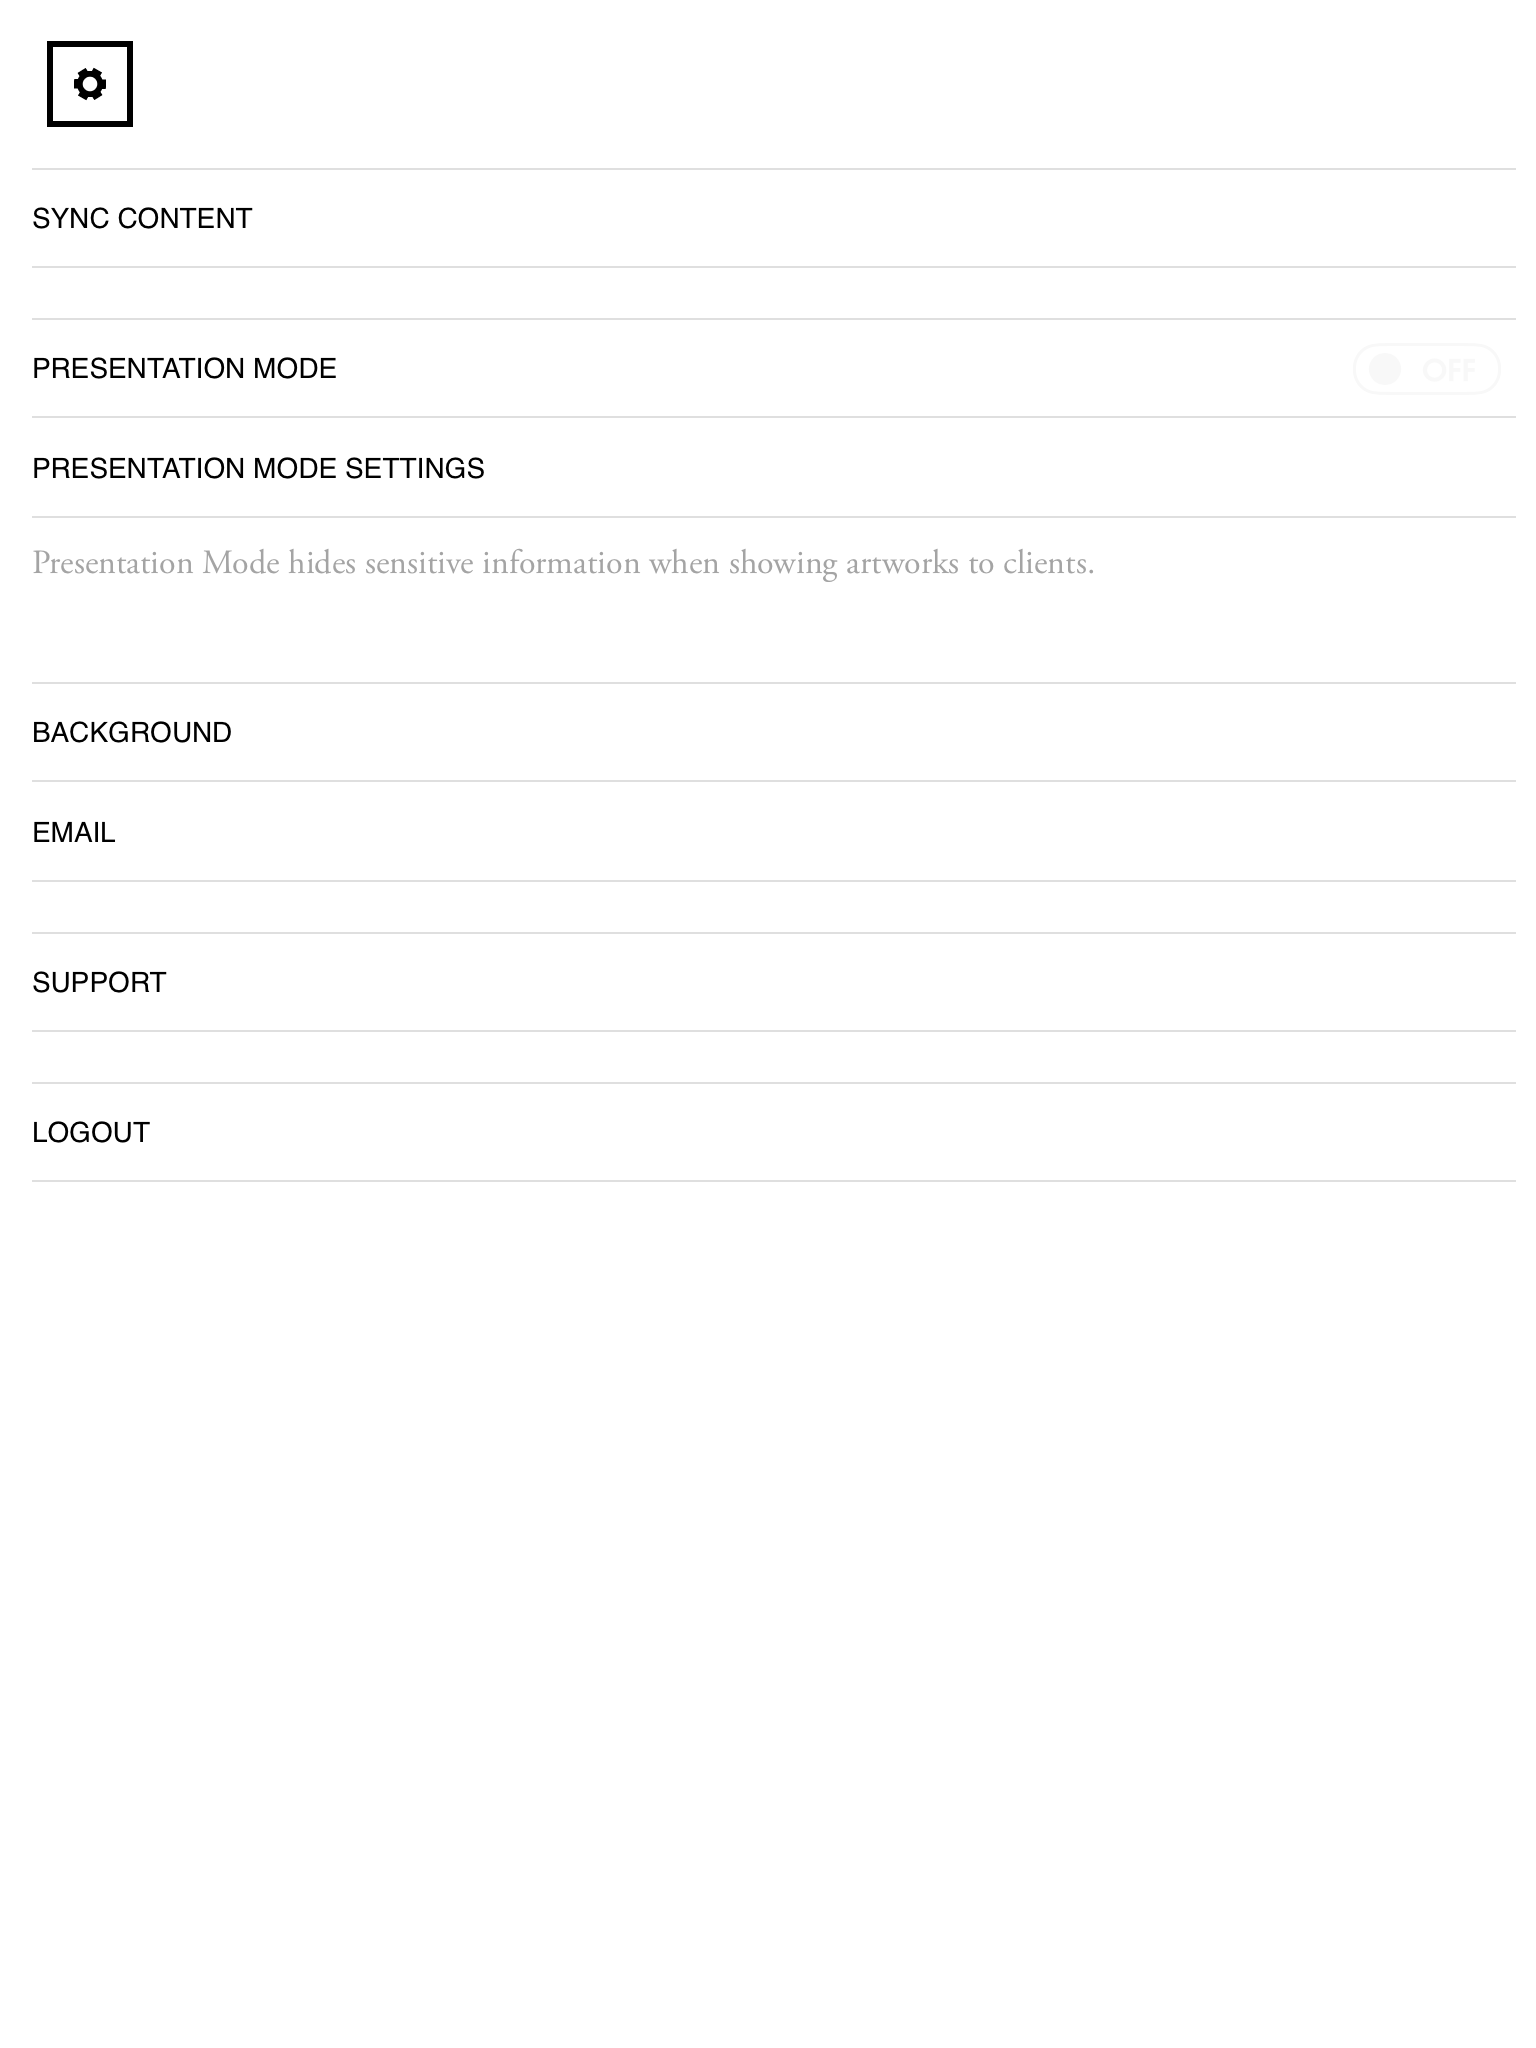 SYNC CONTENT
PRESENTATION MODE
OFF
PRESENTATION MODE SETTINGS
Presentation Mode hides sensitive information when showing artworks to clients.
BACKGROUND
EMAIL
SUPPORT
LOGOUT